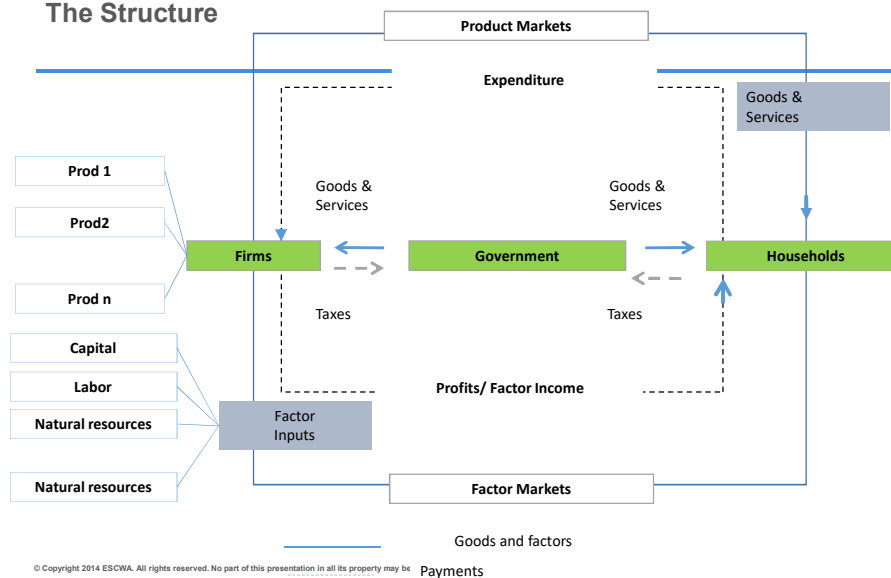 The Structure
Product Markets
Expenditure
Goods &
Services
Prod 1
Goods &
Services
Goods &
Services
Prod2
Firms
Government
Households
Prod n
Taxes
Taxes
Capital
Labor
Profits/ Factor Income
Natural resources
Factor
Inputs
Natural resources
Factor Markets
Goods and factors
© Copyright 2014 ESCWA. All rights reserved. No part of this presentation in all its property may be
Payments